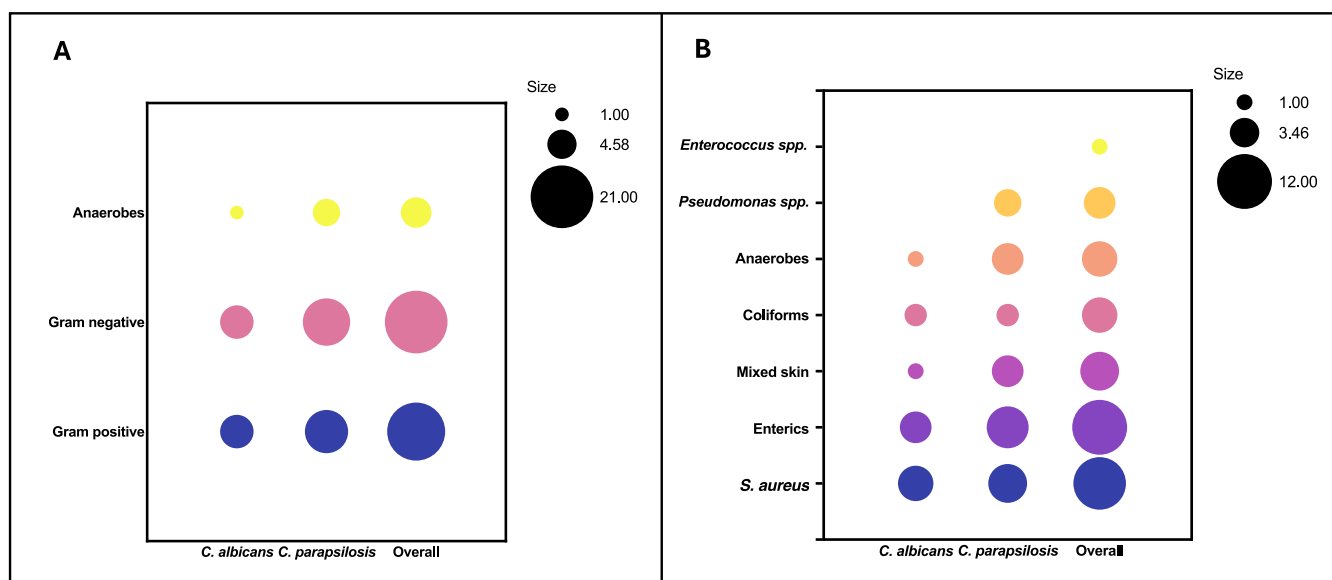 A
Size
1.00
4.58
21.00
Anaerobes
Gram negative
Gram positive
C. albicans C. parapsilosis Overall
B
Size
1.00
3.46
12.00
Enterococcus spp.
Pseudomonas spp.
Anaerobes
Coliforms
Mixed skin
Enterics
S. aureus
C. albicans C. parapsilosis Overall